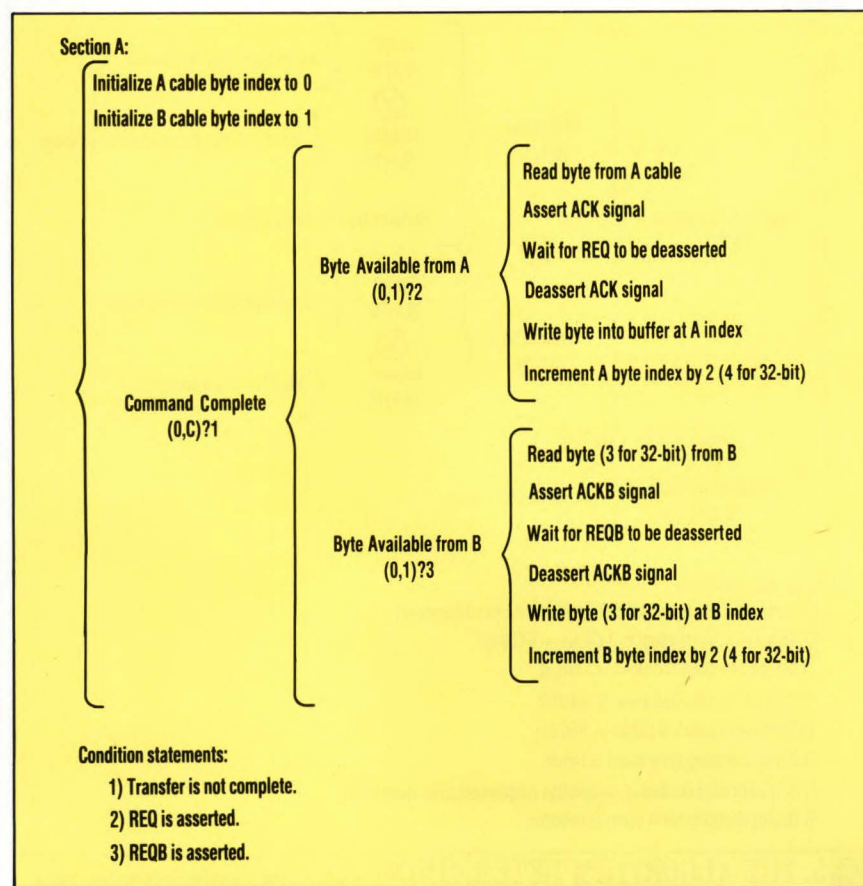 Section A:
Initialize A cable byte index to 0
Initialize B cable byte index to 1
Command Complete
(0,C)?1
Byte Available from A
(0,1)?2
Read byte from A cable
Assert ACK signal
Wait for REQ to be deasserted
Deassert ACK signal
Write byte into buffer at A index
Increment A byte index by 2 (4 for 32-bit)
Byte Available from B
(0,1)?3
Read byte (3 for 32-bit) from B
Assert ACKB signal
Wait for REQB to be deasserted
Deassert ACKB signal
Write byte (3 for 32-bit) at B index
Increment B byte index by 2 (4 for 32-bit)
Condition statements:
1) Transfer is not complete.
2) REQ is asserted.
3) REQB is asserted.